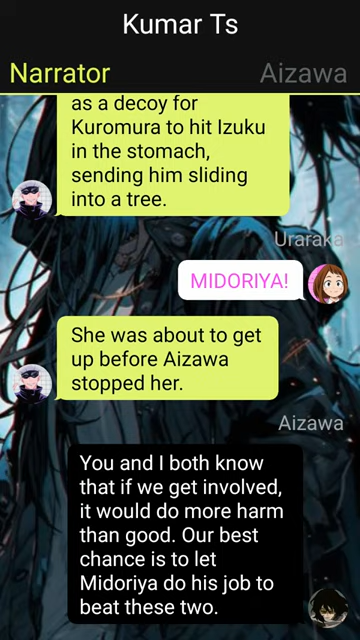 Kumar Ts
Narrator
Aizawa
as a decoy for
Kuromura to hit Izuku
in the stomach,
sending him sliding
into a tree.
Uraraka
MIDORIYA!
She was about to get
up before Aizawa
stopped her.
Aizawa
You and I both know
that if we get involved,
it would do more harm
than good. Our best
chance is to let
Midoriya do his job to
beat these two.